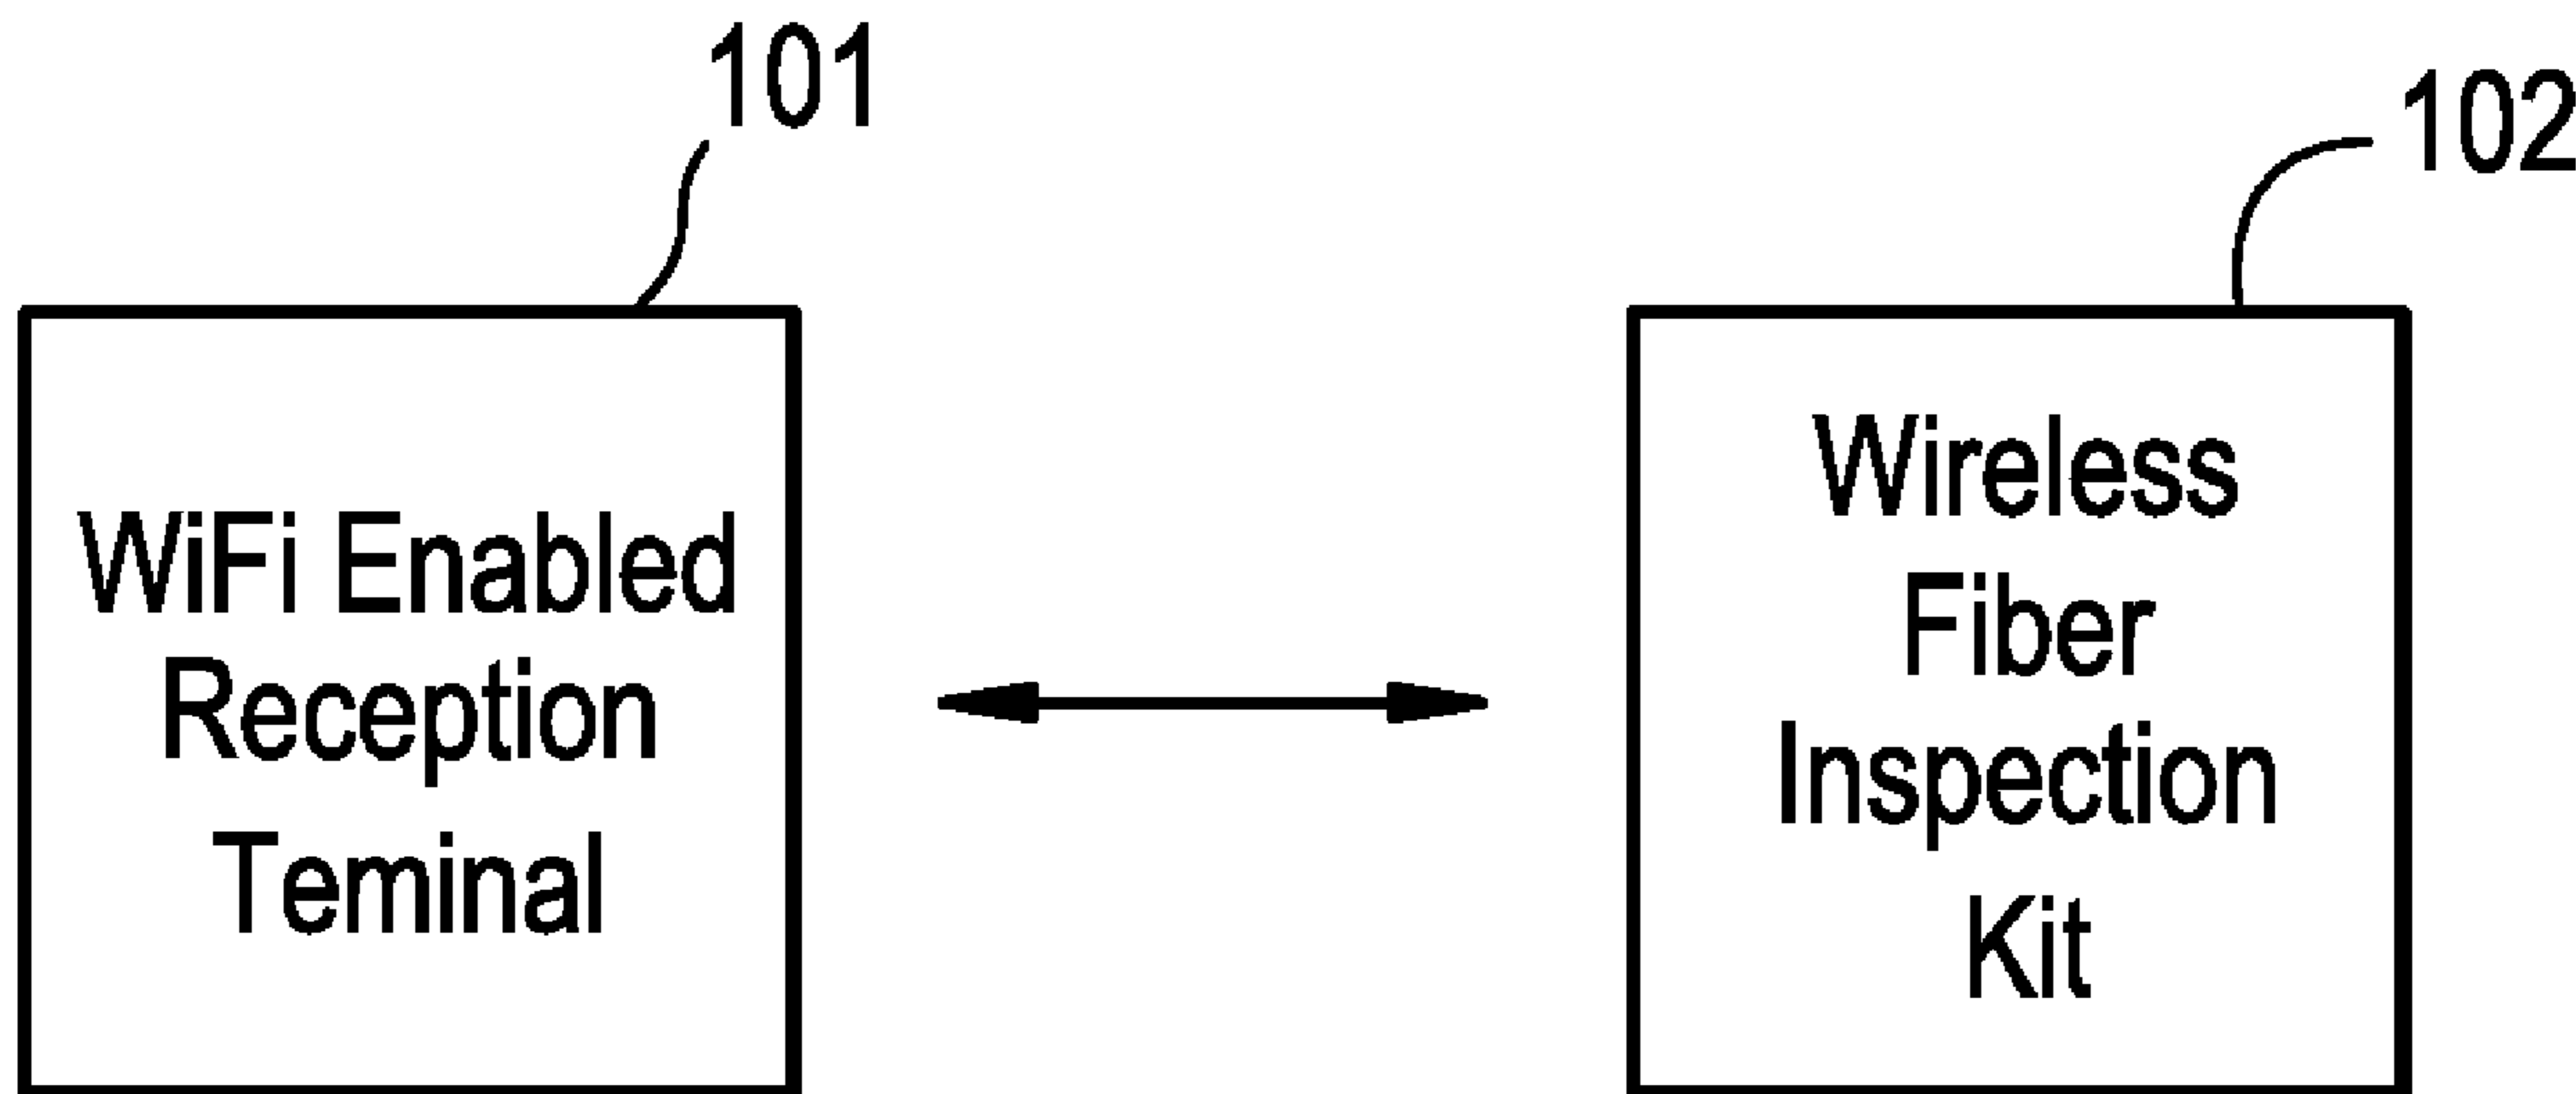 101
102
WiFi Enabled
Reception
Teminal
Wireless
Fiber
Inspection
Kit